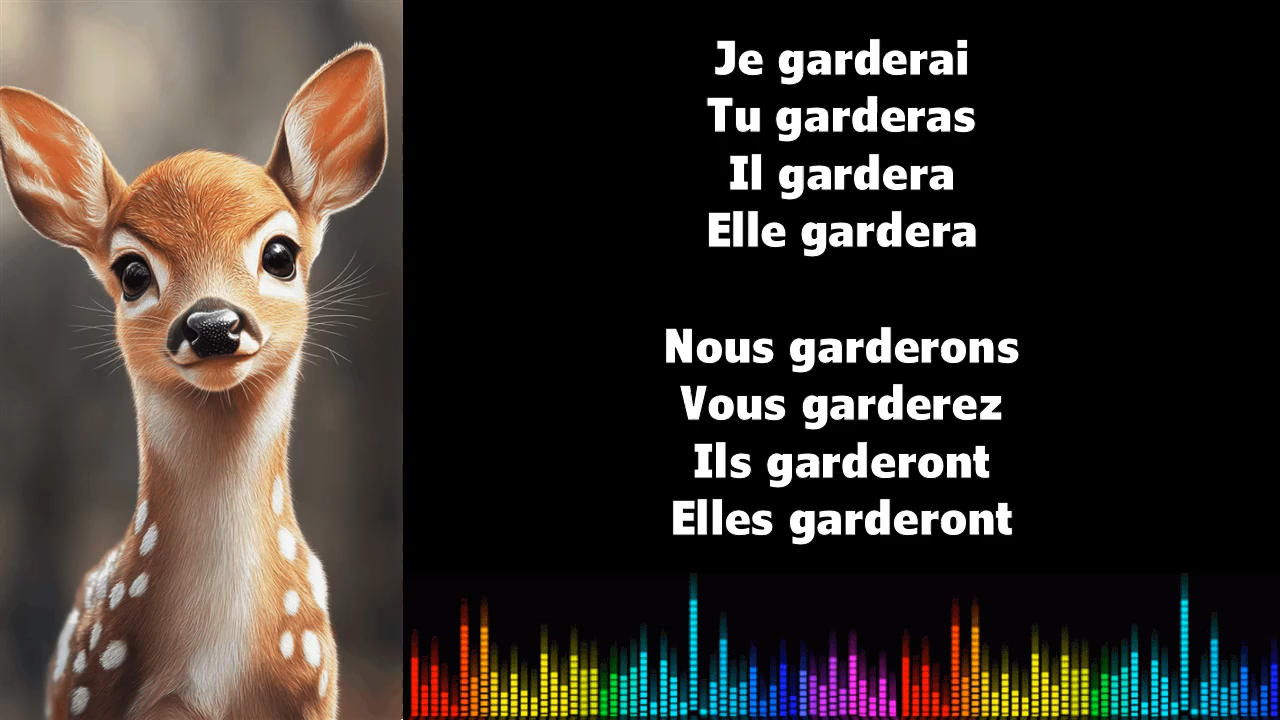 Je garderai
Tu garderas
Il gardera
Elle gardera
Nous garderons
Vous garderez
Ils garderont
Elles garderont